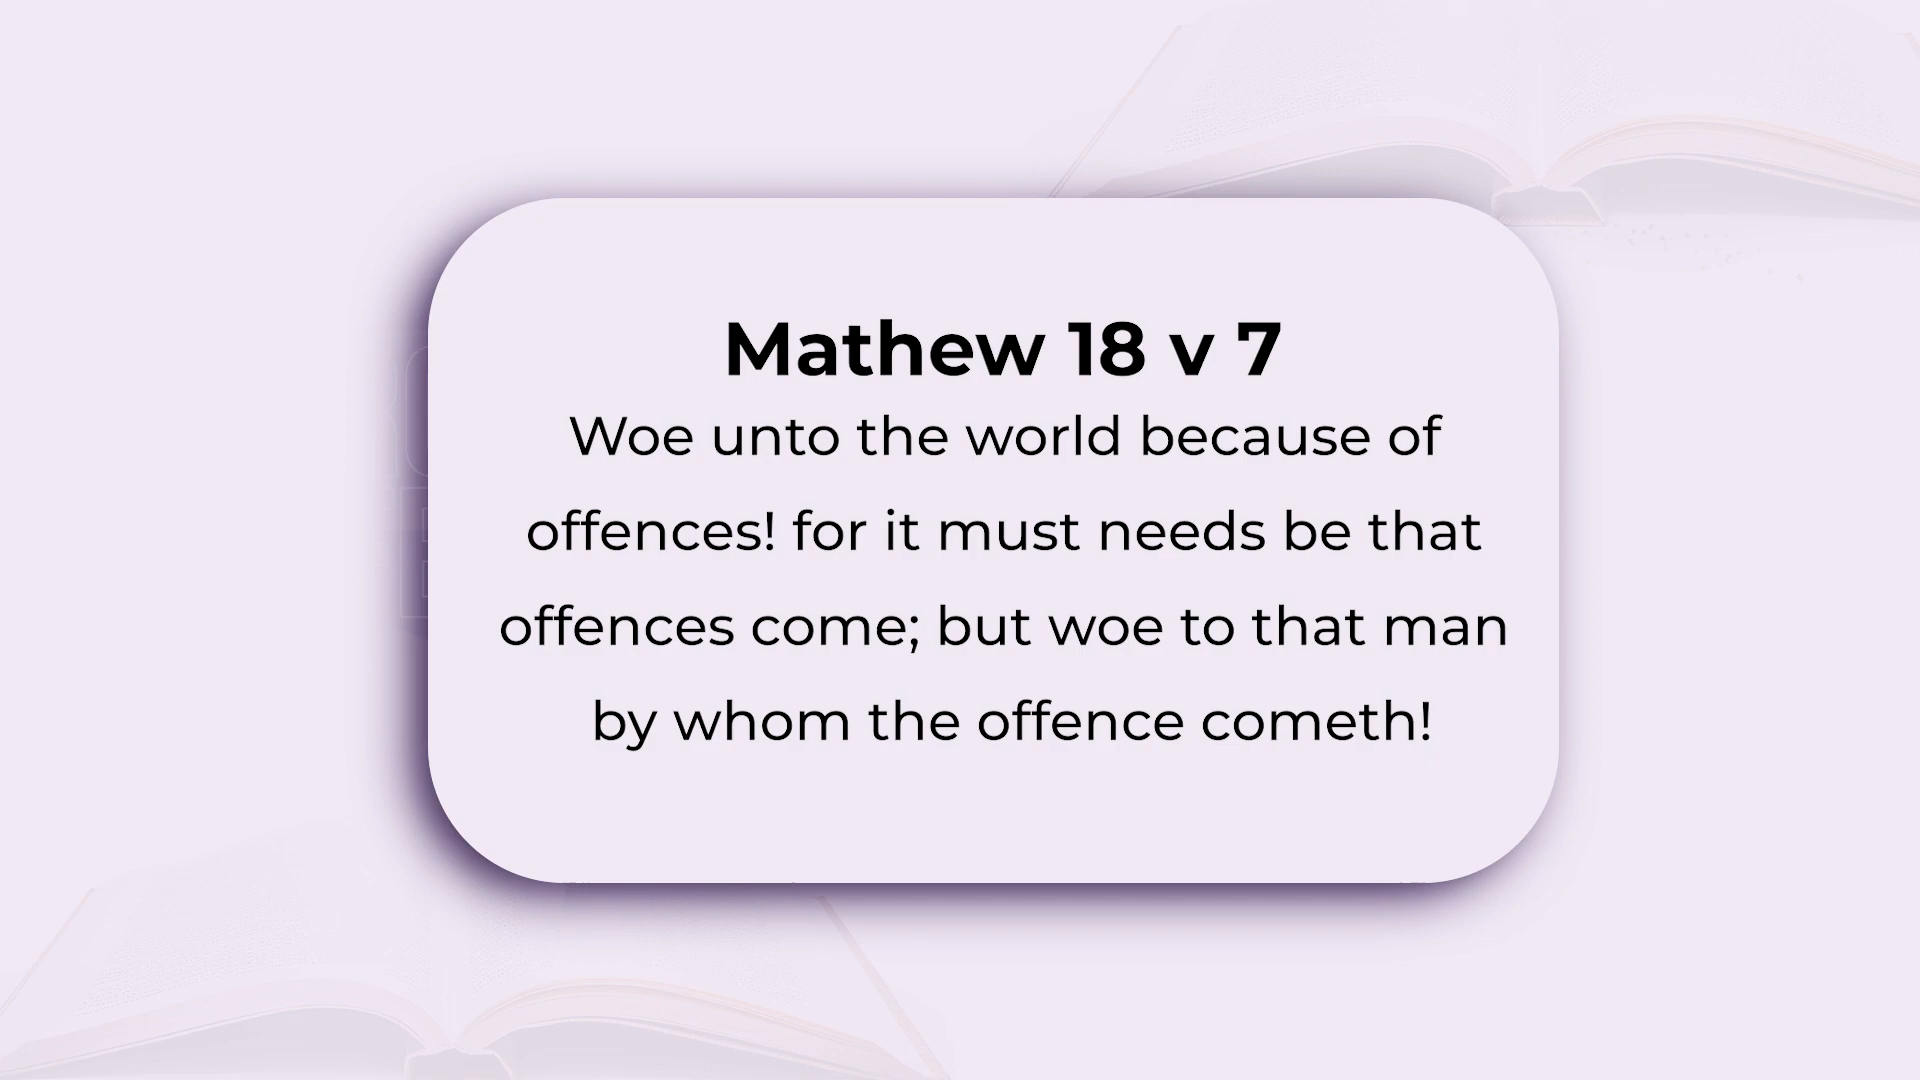 Mathew 18 v 7
Woe unto the world because of
offences! for it must needs be that
offences come; but woe to that man
by whom the offence cometh!